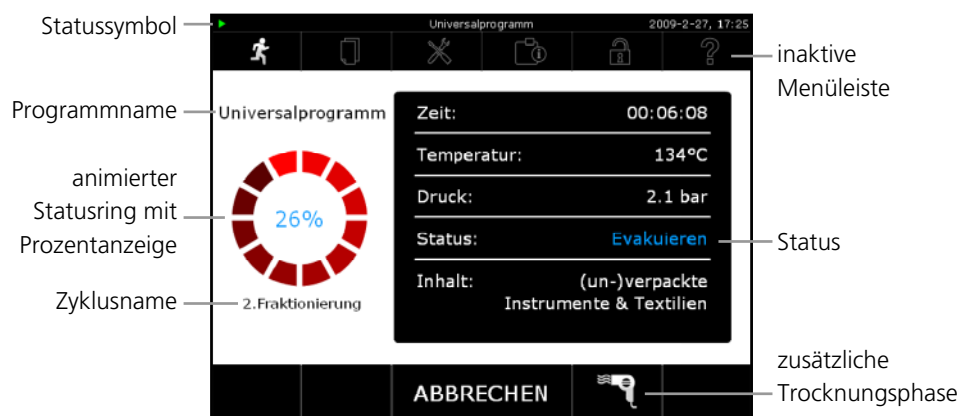 Statussymbol
Universalprogramm
2009-2-27, 17:25
inaktive
Menüleiste
Programmname
Universalprogramm
Zeit: 00:06:08
Temperatur: 134°C
Druck: 2.1 bar
animierter
Statusring mit
Prozentanzeige
26%
Status: Evakuieren
Status
Inhalt: (un-)verpackte
Instrumente & Textilien
Zyklusname
2.Fraktionierung
ABBRECHEN
zusätzliche
Trocknungsphase